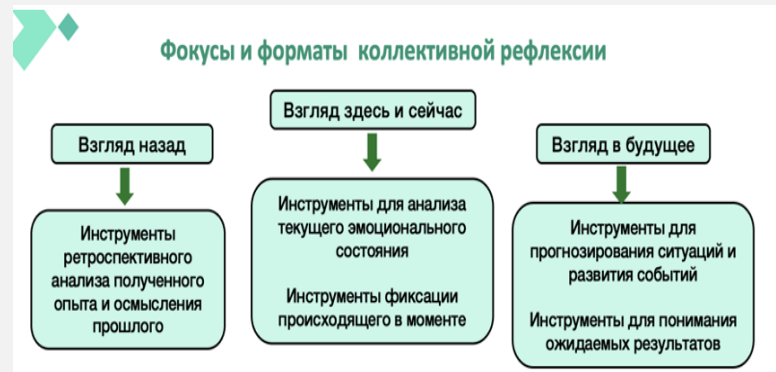 Фокусы и форматы коллективной рефлексии
Взгляд назад
Инструменты
ретроспективного
анализа полученного
опыта и осмысления
прошлого
Взгляд здесь и сейчас
Инструменты для анализа
текущего эмоционального
состояния
Инструменты фиксации
происходящего в моменте
Взгляд в будущее
Инструменты для
прогнозирования ситуаций и
развития событий
Инструменты для понимания
ожидаемых результатов